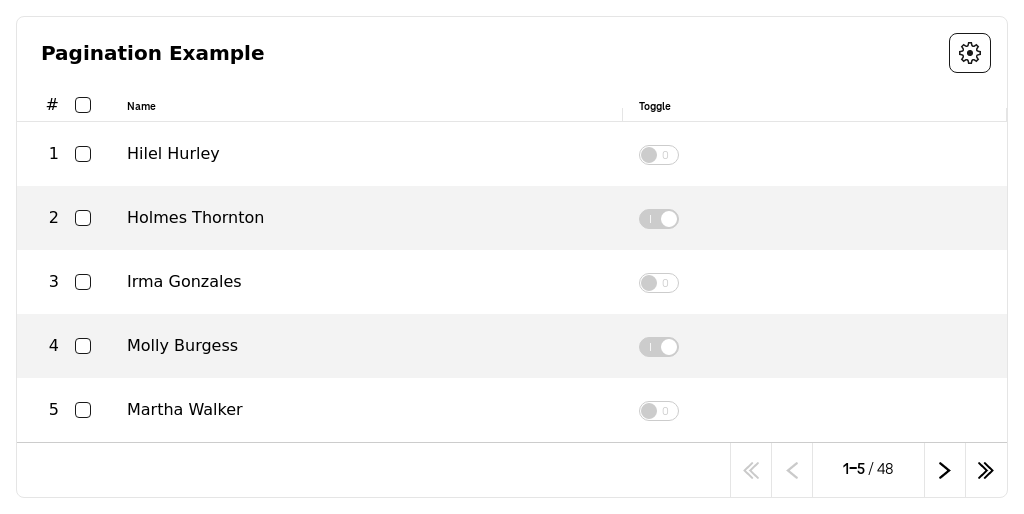 Pagination Example
# Name Toggle
1 Hilel Hurley 0
2 Holmes Thornton I
3 Irma Gonzales 0
4 Molly Burgess I
5 Martha Walker 0
1–5 / 48